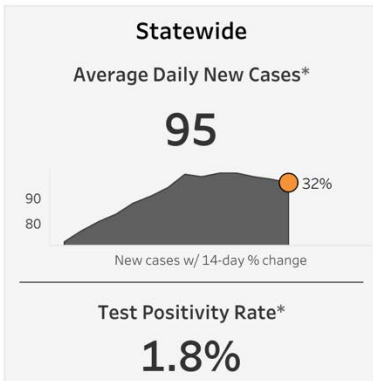 Statewide
Average Daily New Cases*
95
32%
90
80
New cases w/ 14-day % change
Test Positivity Rate*
1.8%